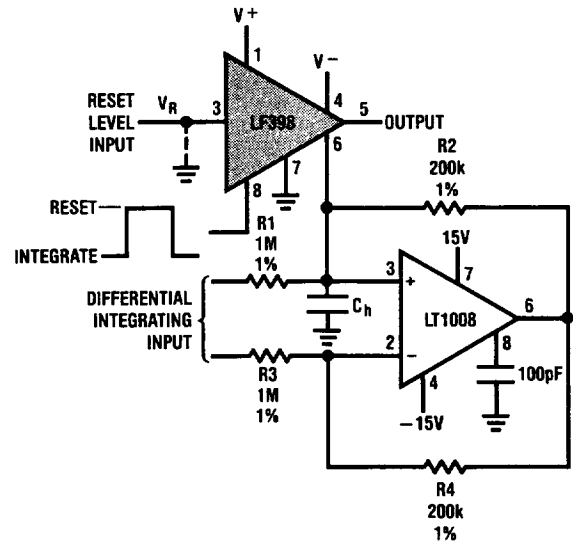 V+
1
V−
4
RESET
LEVEL
INPUT
VR
3
LF398
5
OUTPUT
6
7
8
R2
200k
1%
RESET
INTEGRATE
R1
1M
1%
15V
7
DIFFERENTIAL
INTEGRATING
INPUT
Ch
3
+
LT1008
6
2
−
8
R3
1M
1%
4
−15V
100pF
R4
200k
1%